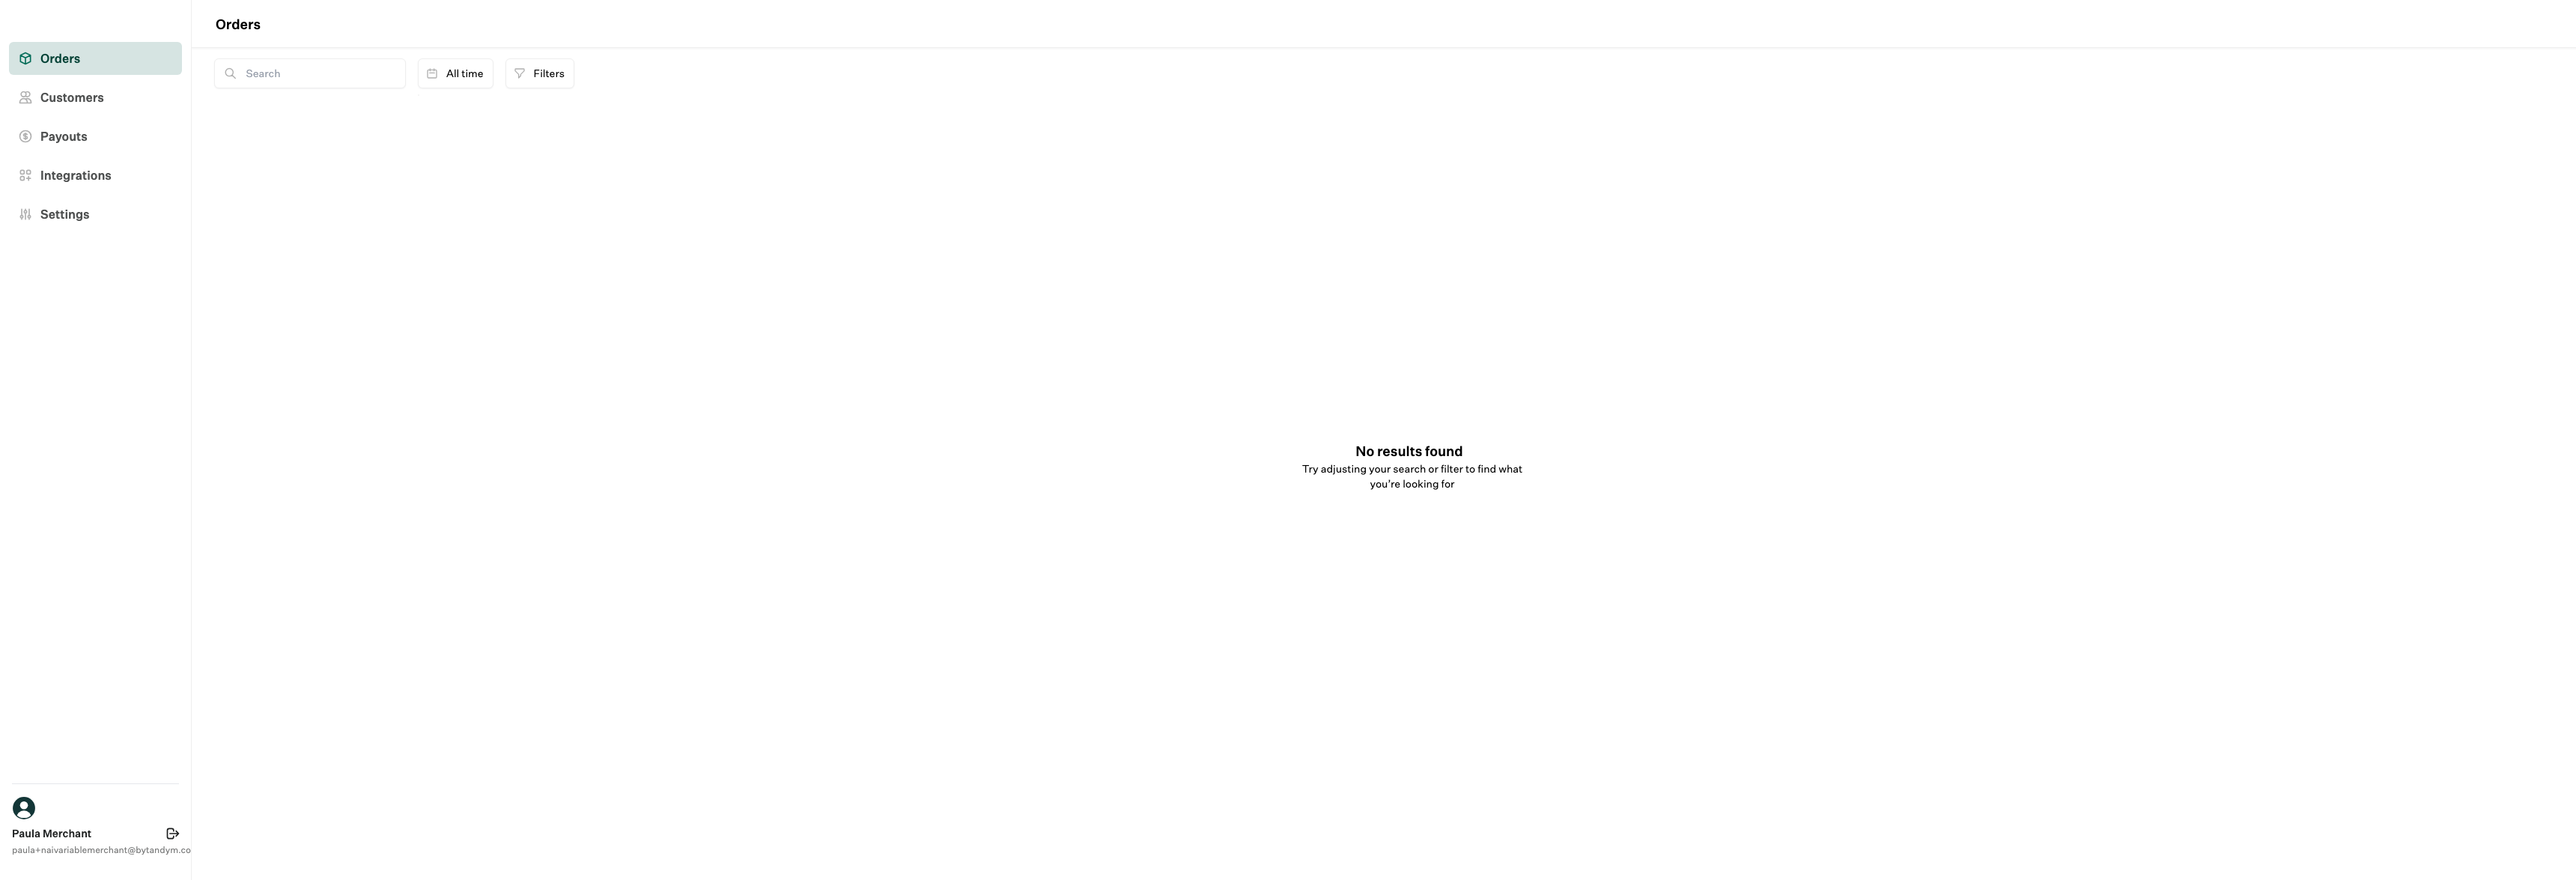 Orders
Orders
Customers
Payouts
Integrations
Settings
Search
All time
Filters
No results found
Try adjusting your search or filter to find what
you're looking for
Paula Merchant
paula+naivariablemerchant@bytandym.co